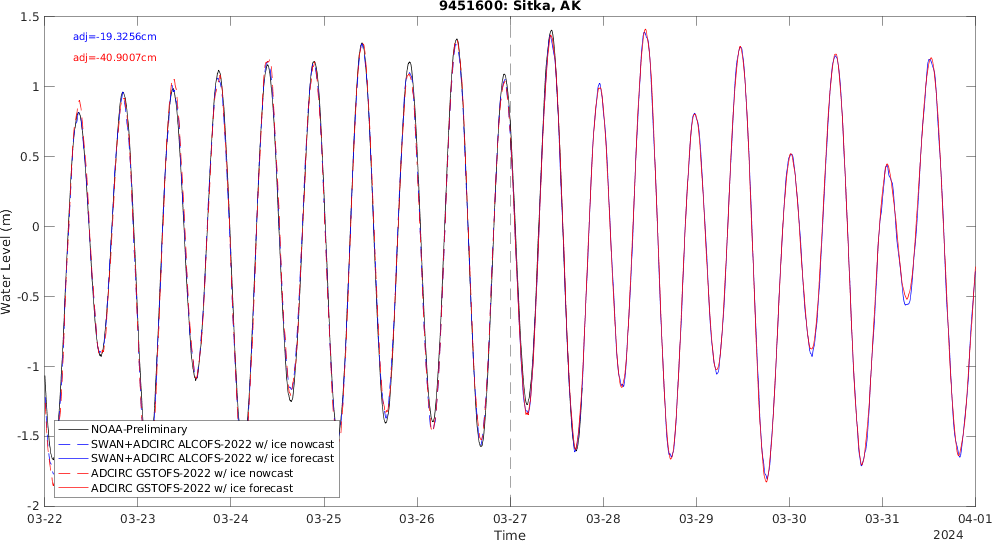 9451600: Sitka, AK
adj=-19.3256cm
adj=-40.9007cm
1.5
1
0.5
0
-0.5
-1
-1.5
-2
Water Level (m)
NOAA-Preliminary
SWAN+ADCIRC ALCOFS-2022 w/ ice nowcast
SWAN+ADCIRC ALCOFS-2022 w/ ice forecast
ADCIRC GSTOFS-2022 w/ ice nowcast
ADCIRC GSTOFS-2022 w/ ice forecast
03-22 03-23 03-24 03-25 03-26 03-27 03-28 03-29 03-30 03-31 04-01
Time
2024